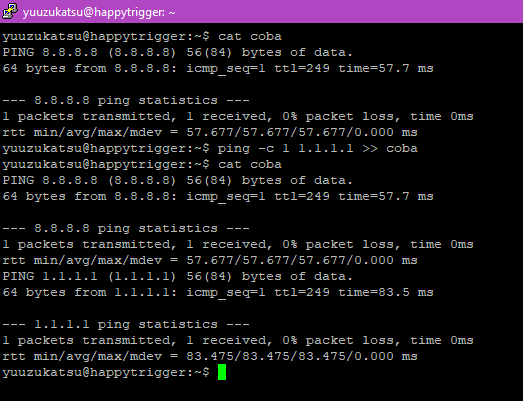 yuuzukatsu@happytrigger: ~
yuuzukatsu@happytrigger:~$ cat coba
PING 8.8.8.8 (8.8.8.8) 56(84) bytes of data.
64 bytes from 8.8.8.8: icmp_seq=1 ttl=249 time=57.7 ms

--- 8.8.8.8 ping statistics ---
1 packets transmitted, 1 received, 0% packet loss, time 0ms
rtt min/avg/max/mdev = 57.677/57.677/57.677/0.000 ms
yuuzukatsu@happytrigger:~$ ping -c 1 1.1.1.1 >> coba
yuuzukatsu@happytrigger:~$ cat coba
PING 8.8.8.8 (8.8.8.8) 56(84) bytes of data.
64 bytes from 8.8.8.8: icmp_seq=1 ttl=249 time=57.7 ms

--- 8.8.8.8 ping statistics ---
1 packets transmitted, 1 received, 0% packet loss, time 0ms
rtt min/avg/max/mdev = 57.677/57.677/57.677/0.000 ms
PING 1.1.1.1 (1.1.1.1) 56(84) bytes of data.
64 bytes from 1.1.1.1: icmp_seq=1 ttl=249 time=83.5 ms

--- 1.1.1.1 ping statistics ---
1 packets transmitted, 1 received, 0% packet loss, time 0ms
rtt min/avg/max/mdev = 83.475/83.475/83.475/0.000 ms
yuuzukatsu@happytrigger:~$